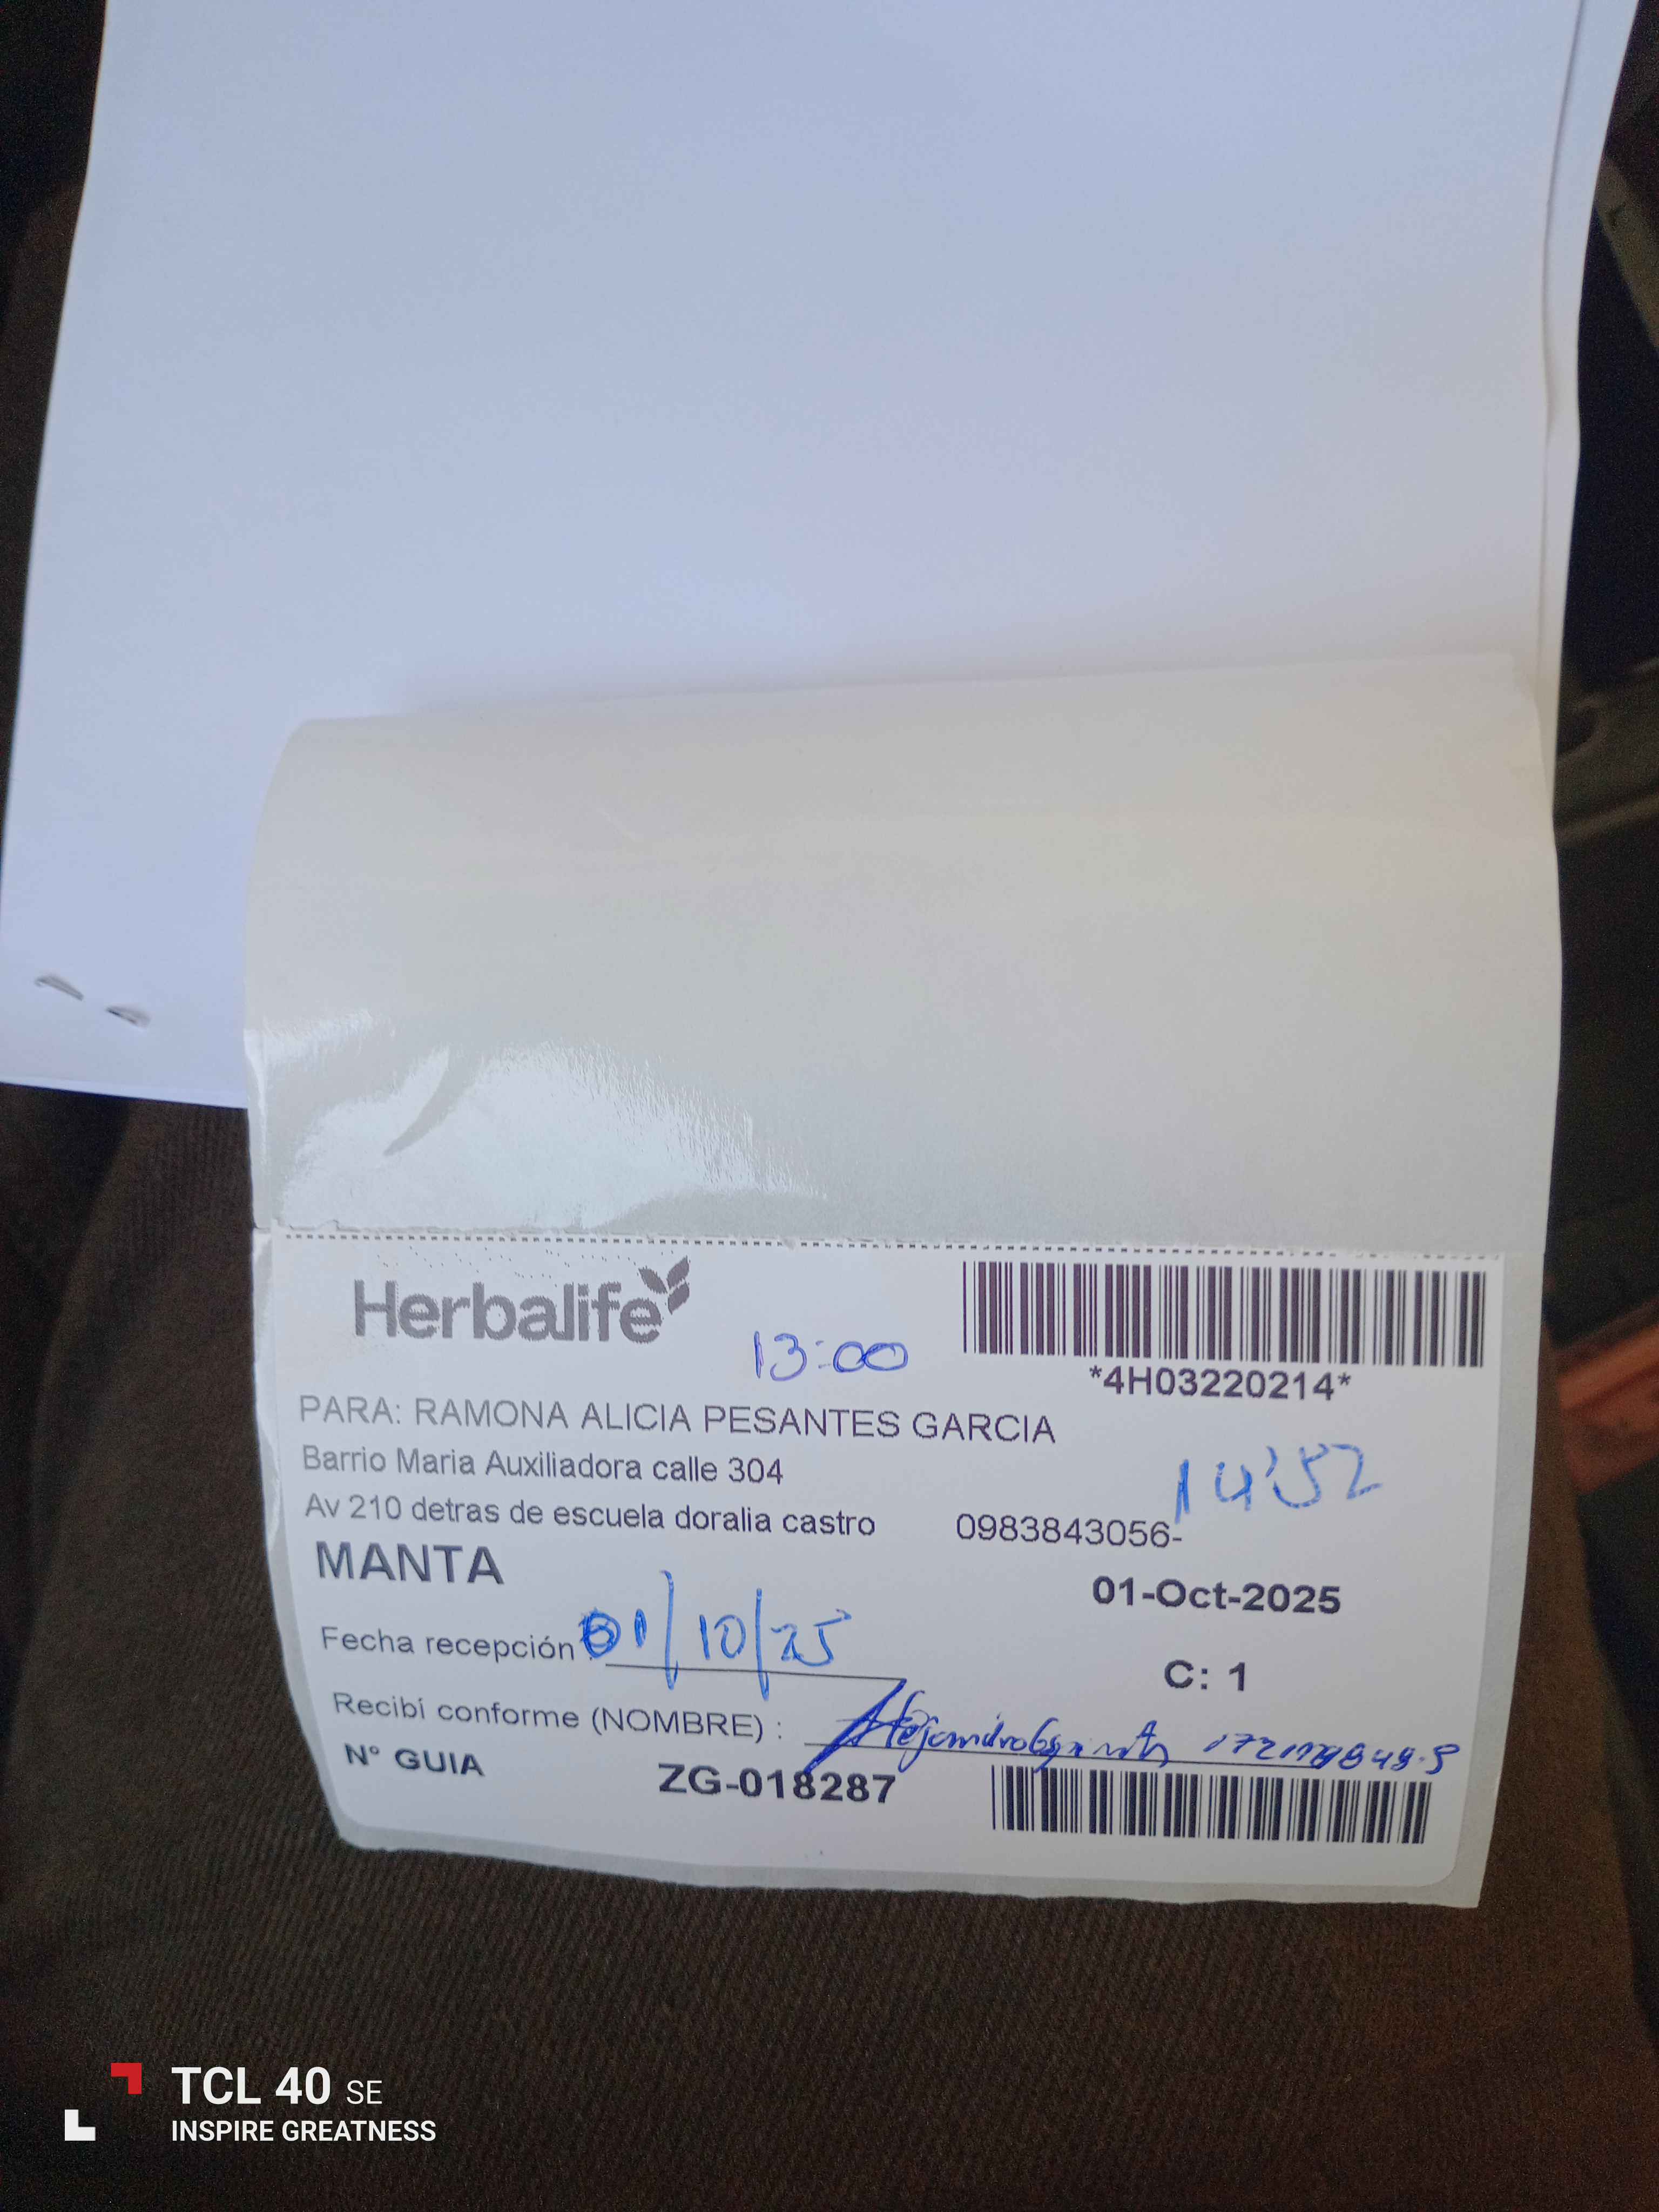 Herbalife
13:00
*4H03220214*
PARA: RAMONA ALICIA PESANTES GARCIA
Barrio Maria Auxiliadora calle 304
14:52
Av 210 detras de escuela doralia castro 0983843056-
MANTA
01-Oct-2025
Fecha recepción : 01/10/25
C: 1
Recibí conforme (NOMBRE) : Alejandro
N° GUIA ZG-018287
TCL 40 SE
INSPIRE GREATNESS